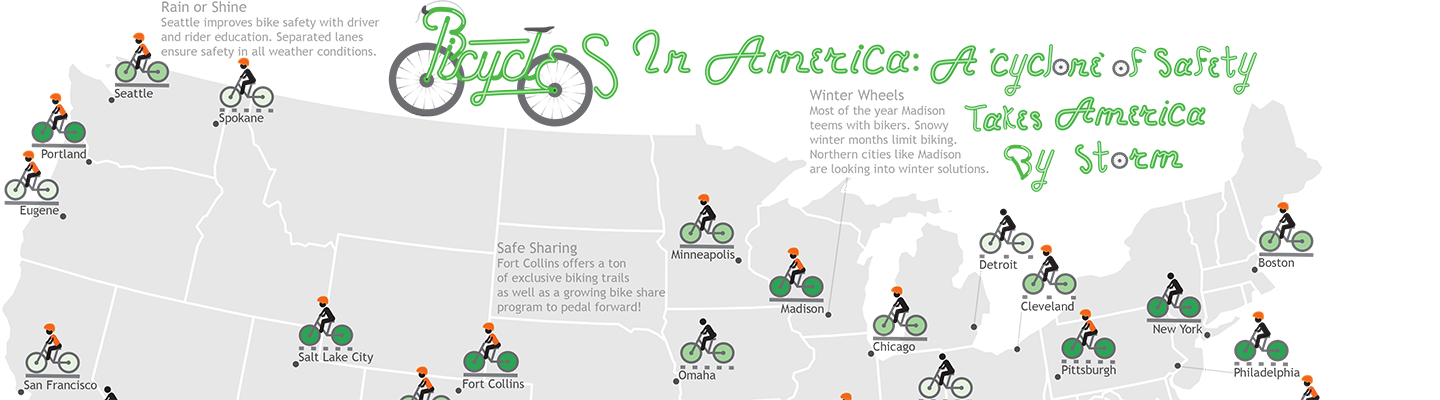 Rain or Shine
Seattle improves bike safety with driver
and rider education. Separated lanes
ensure safety in all weather conditions.
Bicycles In America: A cyclone of Safety
Takes America
By Storm
Winter Wheels
Most of the year Madison
teems with bikers. Snowy
winter months limit biking.
Northern cities like Madison
are looking into winter solutions.
Seattle
Spokane
Portland
Eugene
Safe Sharing
Fort Collins offers a ton
of exclusive biking trails
as well as a growing bike share
program to pedal forward!
Minneapolis
Madison
Detroit
Boston
Cleveland
New York
Chicago
Salt Lake City
San Francisco
Fort Collins
Omaha
Pittsburgh
Philadelphia